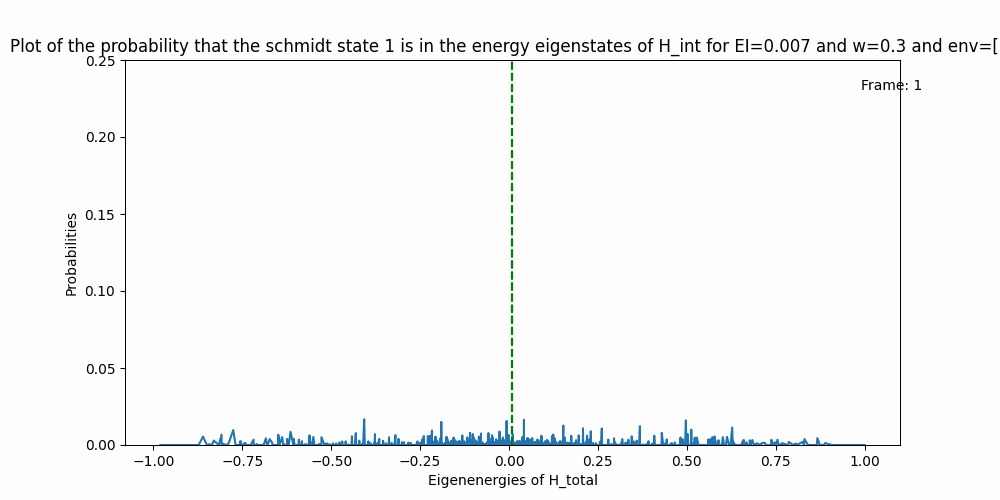 Plot of the probability that the schmidt state 1 is in the energy eigenstates of H_int for EI=0.007 and w=0.3 and env=[
Frame: 1
0.25
0.20
0.15
0.10
0.05
0.00
Probabilities
−1.00 −0.75 −0.50 −0.25 0.00 0.25 0.50 0.75 1.00
Eigenenergies of H_total